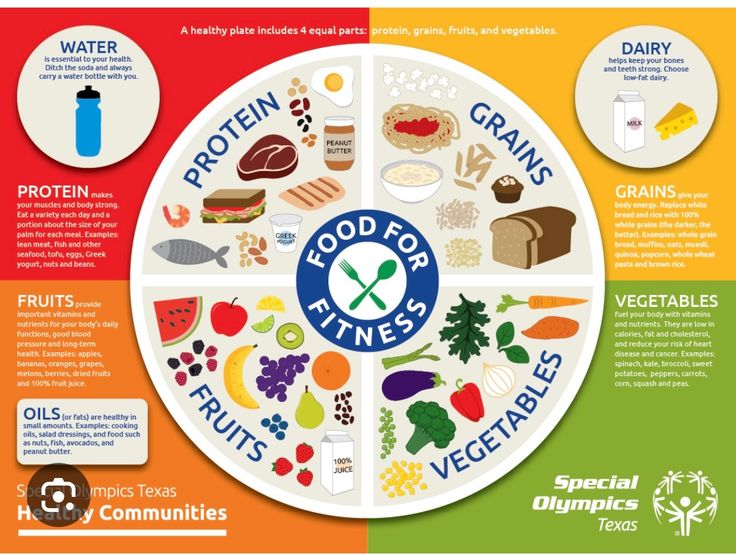 A healthy plate includes 4 equal parts: protein, grains, fruits, and vegetables.
WATER
is essential to your health.
Ditch the soda and always
carry a water bottle with you.
DAIRY
helps keep your bones
and teeth strong. Choose
low-fat dairy.
MILK
PROTEIN
PEANUT
BUTTER
GREEK
YOGURT
GRAINS
FOOD FOR
FITNESS
FRUITS
100%
JUICE
VEGETABLES
PROTEIN makes
your muscles and body strong.
Eat a variety each day and a
portion about the size of your
palm for each meal. Examples:
lean meat, fish and other
seafood, tofu, eggs, Greek
yogurt, nuts and beans.
GRAINS give your
body energy. Replace white
bread and rice with 100%
whole grains (the darker, the
better). Examples: whole grain
bread, muffins, oats, muesli,
quinoa, popcorn, whole wheat
pasta and brown rice.
FRUITS provide
important vitamins and
nutrients for your body's daily
functions, good blood
pressure and long-term
health. Examples: apples,
bananas, oranges, grapes,
melons, berries, dried fruits
and 100% fruit juice.
VEGETABLES
fuel your body with vitamins
and nutrients. They are low in
calories, fat and cholesterol,
and reduce your risk of heart
disease and cancer. Examples:
spinach, kale, broccoli, sweet
potatoes, peppers, carrots,
corn, squash and peas.
OILS (or fats) are healthy in
small amounts. Examples: cooking
oils, salad dressings, and food such
as nuts, fish, avocados, and
peanut butter.
Special Olympics Texas
Healthy Communities
Special
Olympics
Texas